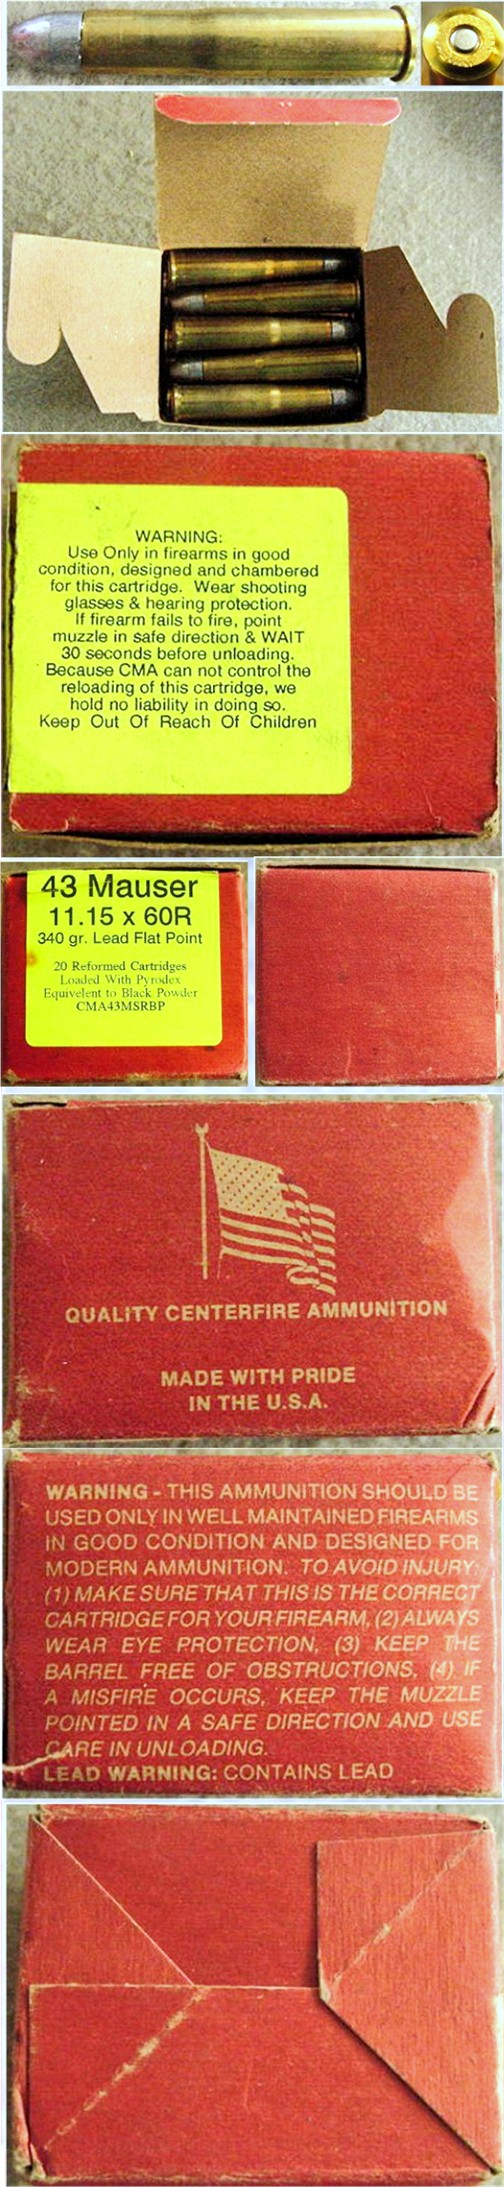 WARNING:
Use Only in firearms in good
condition, designed and chambered
for this cartridge. Wear shooting
glasses & hearing protection.
If firearm fails to fire, point
muzzle in safe direction & WAIT
30 seconds before unloading.
Because CMA can not control the
reloading of this cartridge, we
hold no liability in doing so.
Keep Out Of Reach Of Children
43 Mauser
11.15 x 60R
340 gr. Lead Flat Point
20 Reformed Cartridges
Loaded With Pyrodex
Equivelent to Black Powder
CMA43MSRBP
QUALITY CENTERFIRE AMMUNITION
MADE WITH PRIDE
IN THE U.S.A.
WARNING - THIS AMMUNITION SHOULD BE
USED ONLY IN WELL MAINTAINED FIREARMS
IN GOOD CONDITION AND DESIGNED FOR
MODERN AMMUNITION. TO AVOID INJURY:
(1) MAKE SURE THAT THIS IS THE CORRECT
CARTRIDGE FOR YOUR FIREARM, (2) ALWAYS
WEAR EYE PROTECTION, (3) KEEP THE
BARREL FREE OF OBSTRUCTIONS, (4) IF
A MISFIRE OCCURS, KEEP THE MUZZLE
POINTED IN A SAFE DIRECTION AND USE
CARE IN UNLOADING.
LEAD WARNING: CONTAINS LEAD